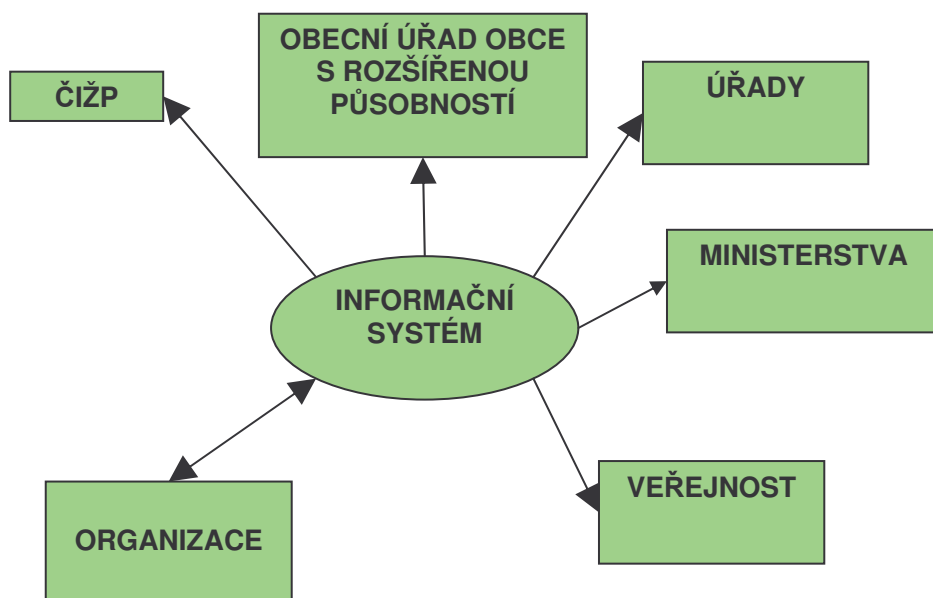 OBECNÍ ÚŘAD OBCE
S ROZŠÍŘENOU
PŮSOBNOSTÍ
ČIŽP
ÚŘADY
MINISTERSTVA
INFORMAČNÍ
SYSTÉM
VEŘEJNOST
ORGANIZACE